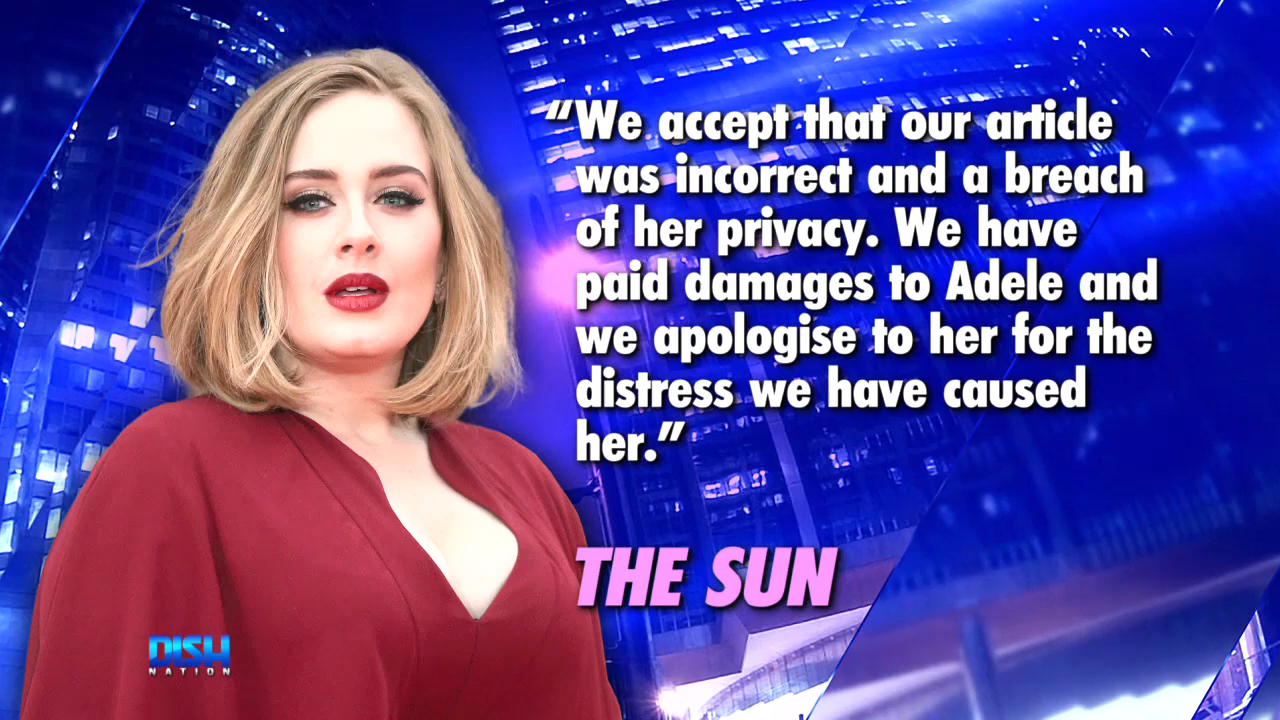 “We accept that our article
was incorrect and a breach
of her privacy. We have
paid damages to Adele and
we apologise to her for the
distress we have caused
her.”
THE SUN
DISH
NATION